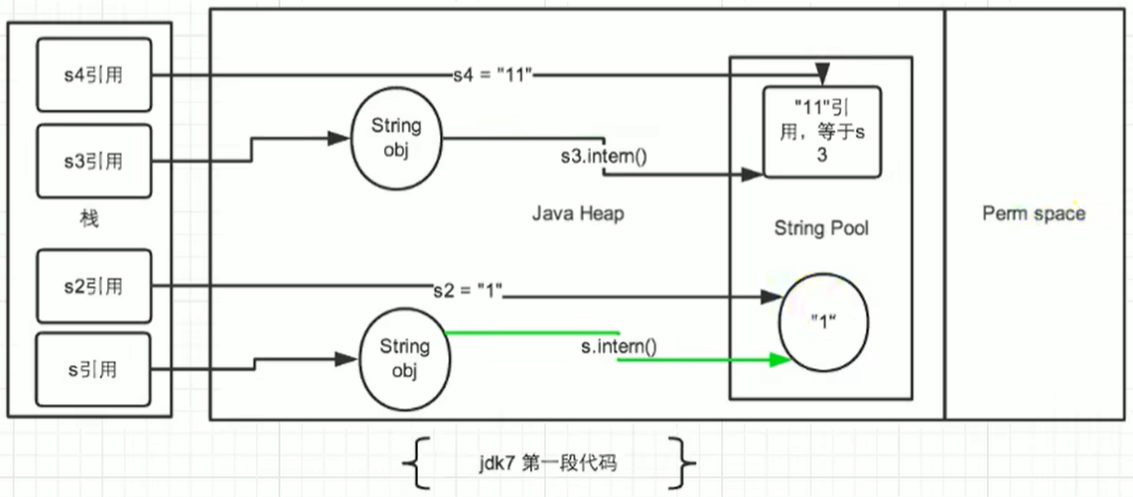 s4引用
s4 = "11"
"11"引
用，等于s
3
String
obj
s3引用
s3.intern()
栈
Java Heap
String Pool
Perm space
s2引用
s2 = "1"
"1"
String
obj
s.intern()
s引用
jdk7 第一段代码